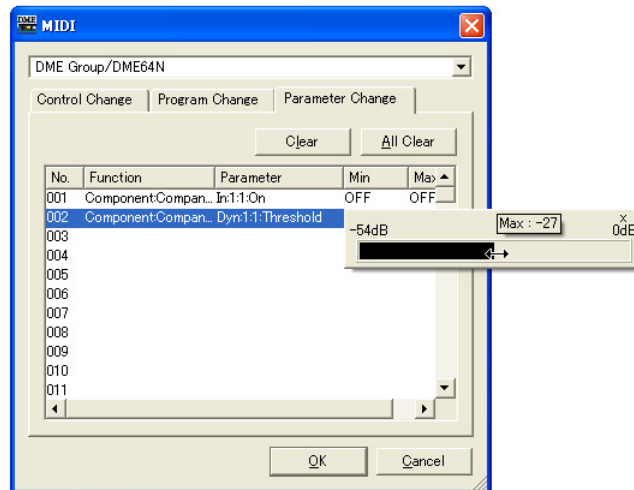 DME MIDI
DME Group/DME64N
Control Change Program Change Parameter Change
Clear All Clear
No. Function Parameter Min Max
001 Component:Compan... In:1:1:On OFF OFF
002 Component:Compan... Dyn:1:1:Threshold
-54dB Max : -27 x 0dB
003
004
005
006
007
008
009
010
011
OK Cancel